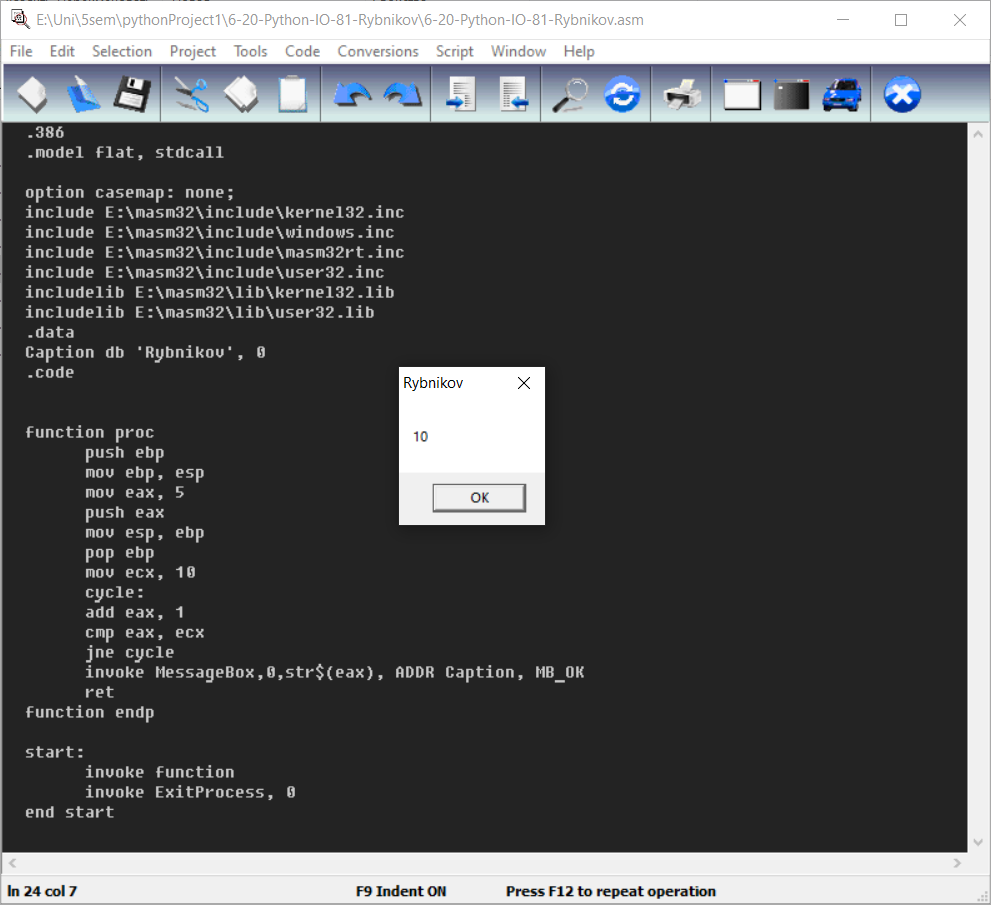 E:\Uni\5sem\pythonProject1\6-20-Python-IO-81-Rybnikov\6-20-Python-IO-81-Rybnikov.asm
File Edit Selection Project Tools Code Conversions Script Window Help
.386
.model flat, stdcall
option casemap: none;
include E:\masm32\include\kernel32.inc
include E:\masm32\include\windows.inc
include E:\masm32\include\masm32rt.inc
include E:\masm32\include\user32.inc
includelib E:\masm32\lib\kernel32.lib
includelib E:\masm32\lib\user32.lib
.data
Caption db 'Rybnikov', 0
.code
function proc
push ebp
mov ebp, esp
mov eax, 5
push eax
mov esp, ebp
pop ebp
mov ecx, 10
cycle:
add eax, 1
cmp eax, ecx
jne cycle
invoke MessageBox,0,str$(eax), ADDR Caption, MB_OK
ret
function endp
start:
invoke function
invoke ExitProcess, 0
end start
Rybnikov
10
OK
ln 24 col 7 F9 Indent ON Press F12 to repeat operation